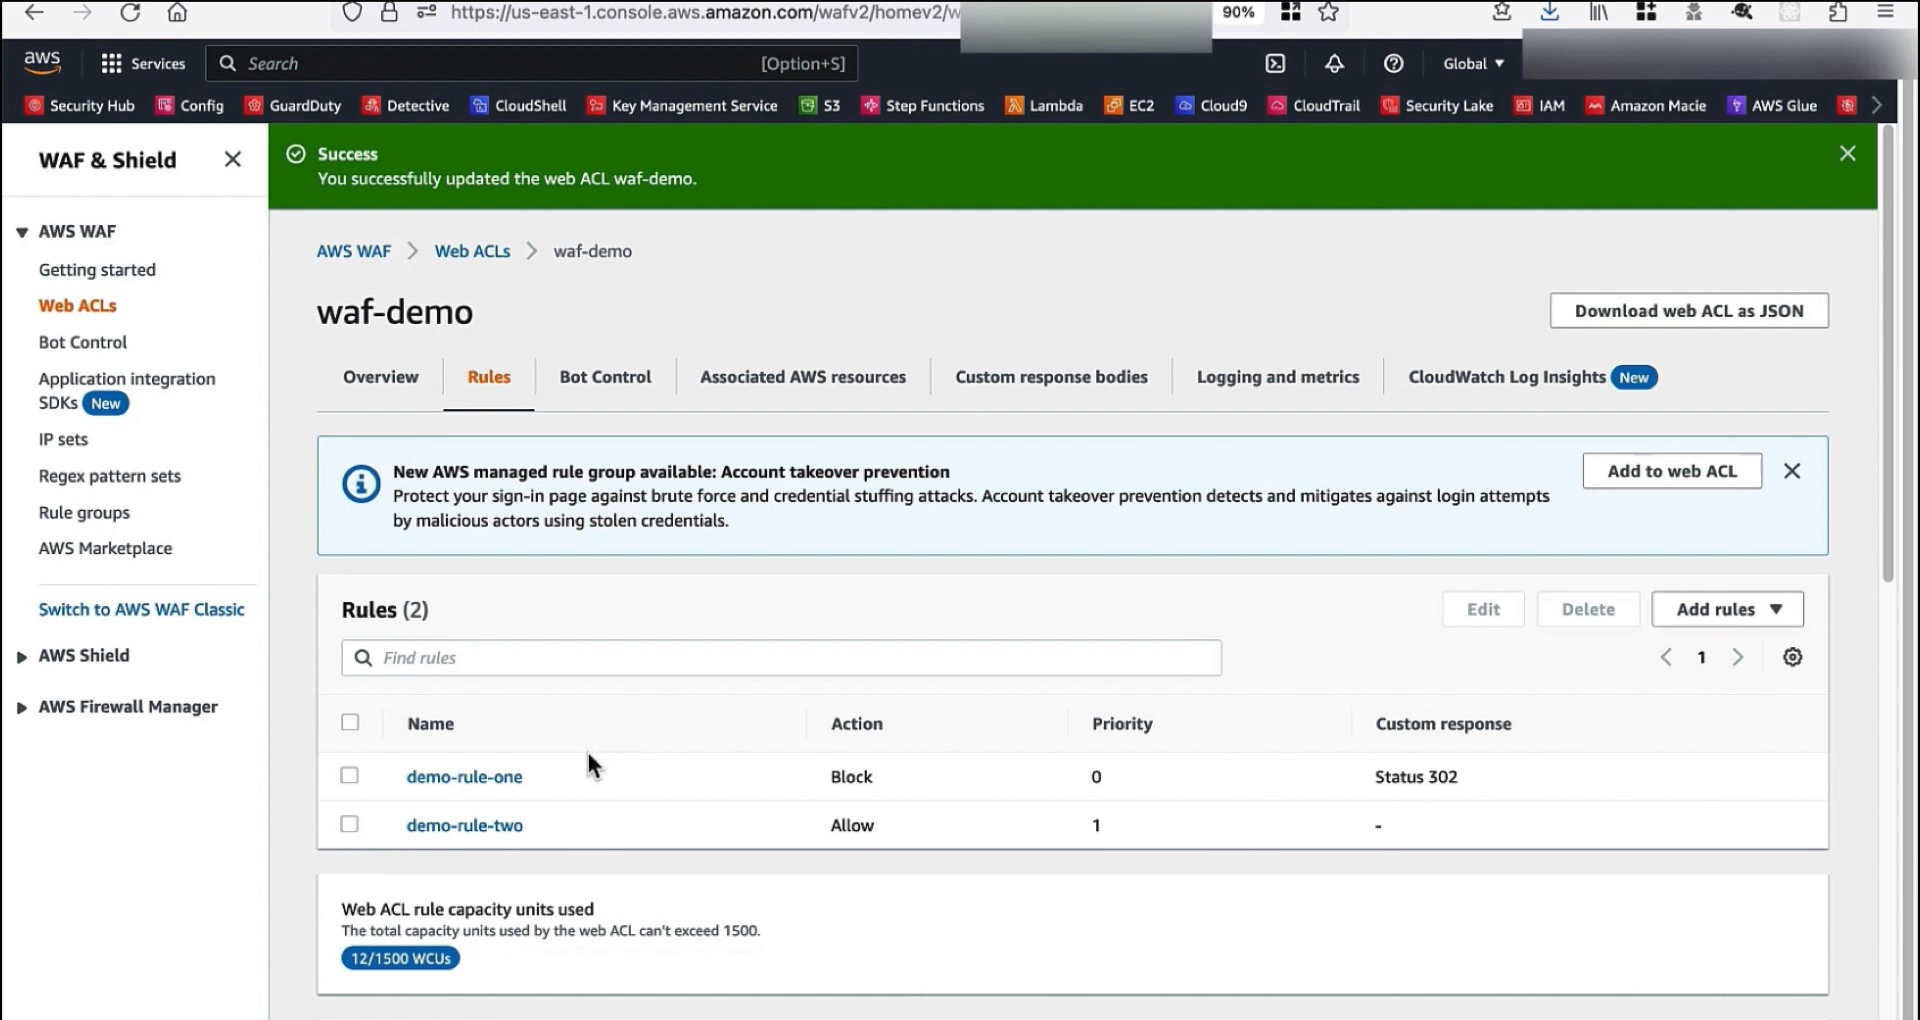 https://us-east-1.console.aws.amazon.com/wafv2/homev2/w
90%
aws
Services
Search
[Option+S]
Global
Security Hub
Config
GuardDuty
Detective
CloudShell
Key Management Service
S3
Step Functions
Lambda
EC2
Cloud9
CloudTrail
Security Lake
IAM
Amazon Macie
AWS Glue
WAF & Shield
AWS WAF
Getting started
Web ACLs
Bot Control
Application integration
SDKs New
IP sets
Regex pattern sets
Rule groups
AWS Marketplace
Switch to AWS WAF Classic
AWS Shield
AWS Firewall Manager
Success
You successfully updated the web ACL waf-demo.
AWS WAF > Web ACLs > waf-demo
waf-demo
Download web ACL as JSON
Overview
Rules
Bot Control
Associated AWS resources
Custom response bodies
Logging and metrics
CloudWatch Log Insights New
New AWS managed rule group available: Account takeover prevention
Protect your sign-in page against brute force and credential stuffing attacks. Account takeover prevention detects and mitigates against login attempts
by malicious actors using stolen credentials.
Add to web ACL
Rules (2)
Edit
Delete
Add rules
Find rules
1
Name Action Priority Custom response
demo-rule-one Block 0 Status 302
demo-rule-two Allow 1 -
Web ACL rule capacity units used
The total capacity units used by the web ACL can't exceed 1500.
12/1500 WCUs